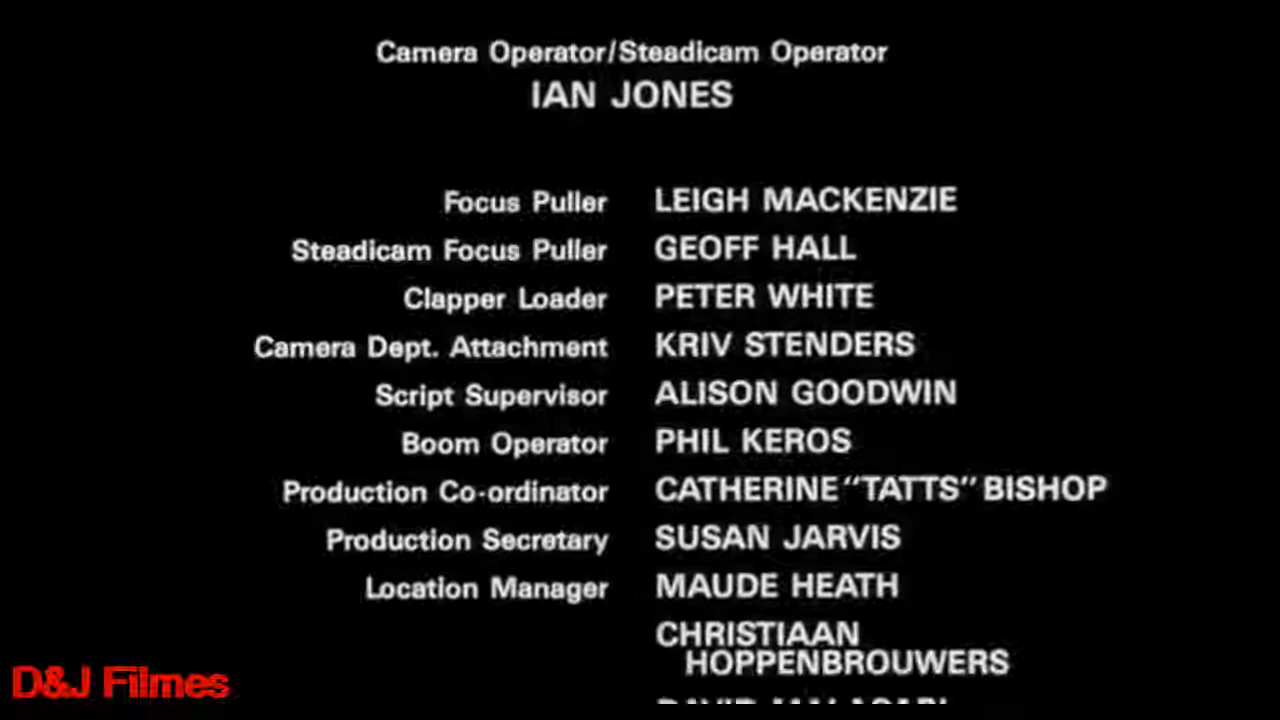 Camera Operator/Steadicam Operator
IAN JONES
Focus Puller LEIGH MACKENZIE
Steadicam Focus Puller GEOFF HALL
Clapper Loader PETER WHITE
Camera Dept. Attachment KRIV STENDERS
Script Supervisor ALISON GOODWIN
Boom Operator PHIL KEROS
Production Co-ordinator CATHERINE “TATTS” BISHOP
Production Secretary SUSAN JARVIS
Location Manager MAUDE HEATH
CHRISTIAAN
HOPPENBROUWERS
D&J Filmes